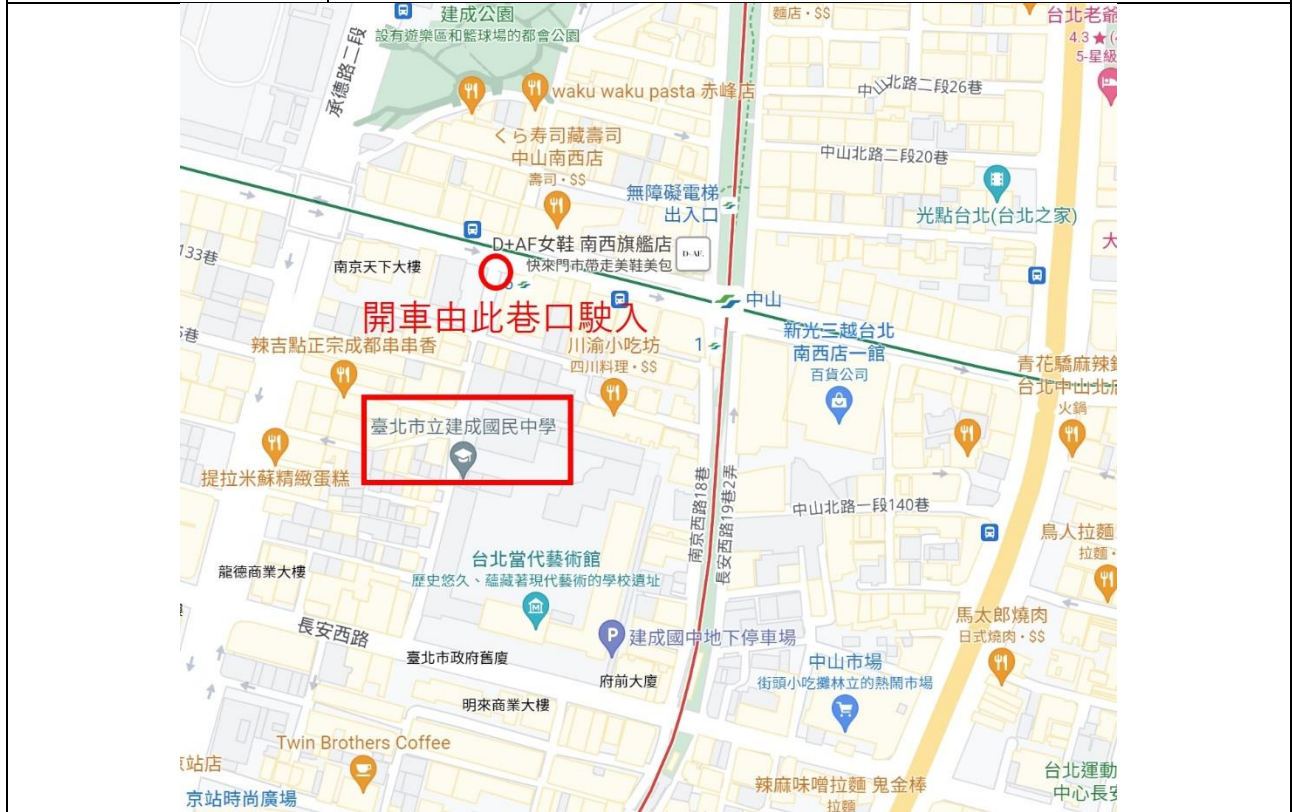 建成公園
設有遊樂區和籃球場的都會公園
麵店・$$
台北老爺
4.3★(
5-星級
承德路二段
waku waku pasta 赤峰店
中山北路二段26巷
くら寿司藏壽司
中山南西店
壽司・$$
中山北路二段20巷
無障礙電梯
出入口
光點台北(台北之家)
133巷
D+AF女鞋 南西旗艦店
快來門市帶走美鞋美包
D+AF.
大
南京天下大樓
開車由此巷口駛入
中山
辣吉點正宗成都串串香
川渝小吃坊
四川料理・$$
1
新光三越台北
南西店一館
百貨公司
青花驕麻辣鍋
台北中山北店
火鍋
臺北市立建成國民中學
提拉米蘇精緻蛋糕
南京西路18巷
長安西路19巷2弄
中山北路一段140巷
鳥人拉麵
拉麵・
台北當代藝術館
歷史悠久、蘊藏著現代藝術的學校遺址
龍德商業大樓
長安西路
P
建成國中地下停車場
馬太郎燒肉
日式燒肉・$$
臺北市政府舊廈
府前大廈
中山市場
街頭小吃攤林立的熱鬧市場
明來商業大樓
Twin Brothers Coffee
京站店
京站時尚廣場
辣麻味噌拉麵 鬼金棒
拉麵
台北運動
中心長安